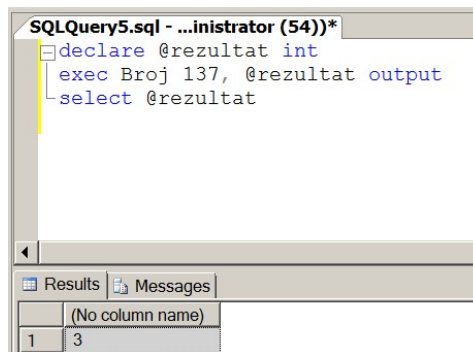 SQLQuery5.sql - ...inistrator (54))*
declare @rezultat int
exec Broj 137, @rezultat output
select @rezultat
Results Messages
(No column name)
1 3